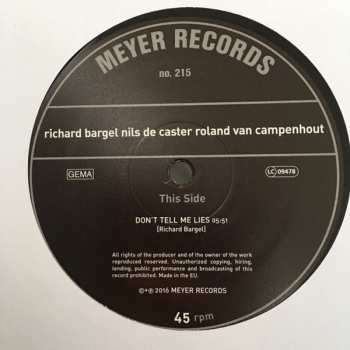 MEYER RECORDS
no. 215
richard bargel nils de caster roland van campenhout
GEMA
LC 09478
This Side
DON'T TELL ME LIES 05:51
[Richard Bargel]
All rights of the producer and of the owner of the work
reproduced reserved. Unauthorized copying, hiring,
lending, public performance and broadcasting of this
record prohibited. Made in the EU.
©+℗ 2016 MEYER RECORDS
45 rpm